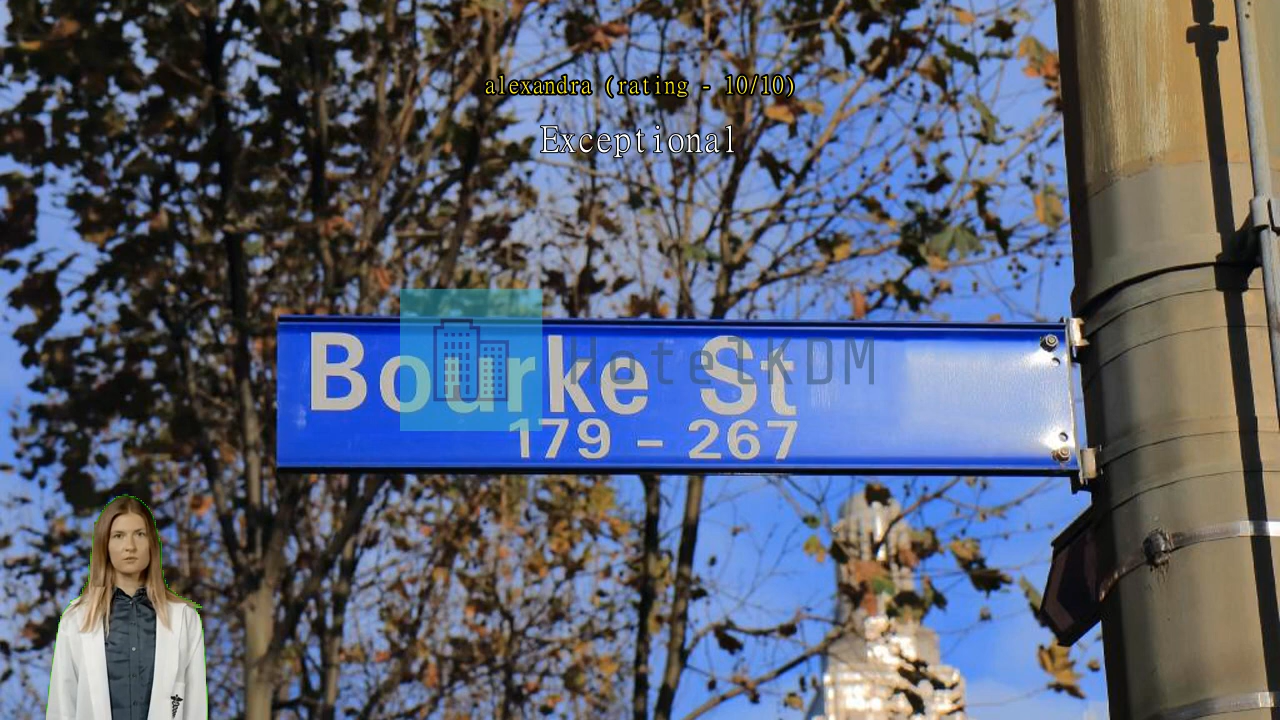 alexandra (rating - 10/10)
Exceptional
Bourke St
HotelKDM
179 - 267